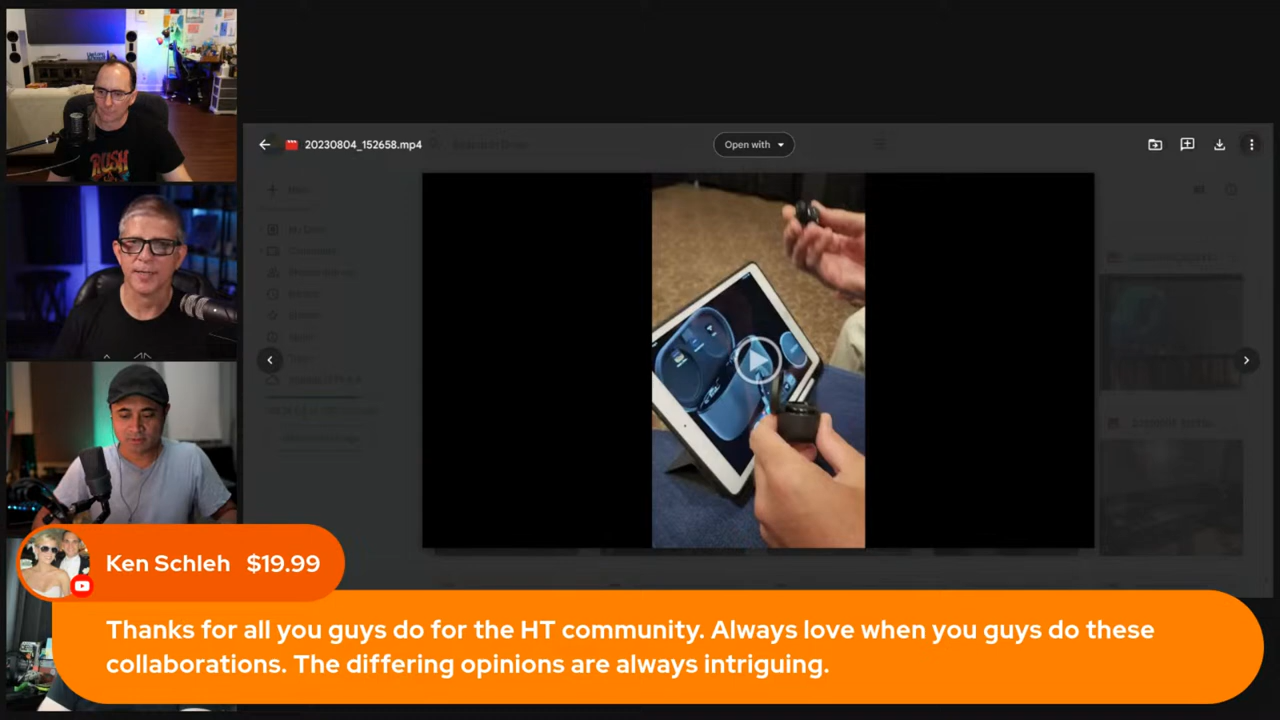 RUSH
20230804_152658.mp4
Open with
Ken Schleh $19.99
Thanks for all you guys do for the HT community. Always love when you guys do these
collaborations. The differing opinions are always intriguing.